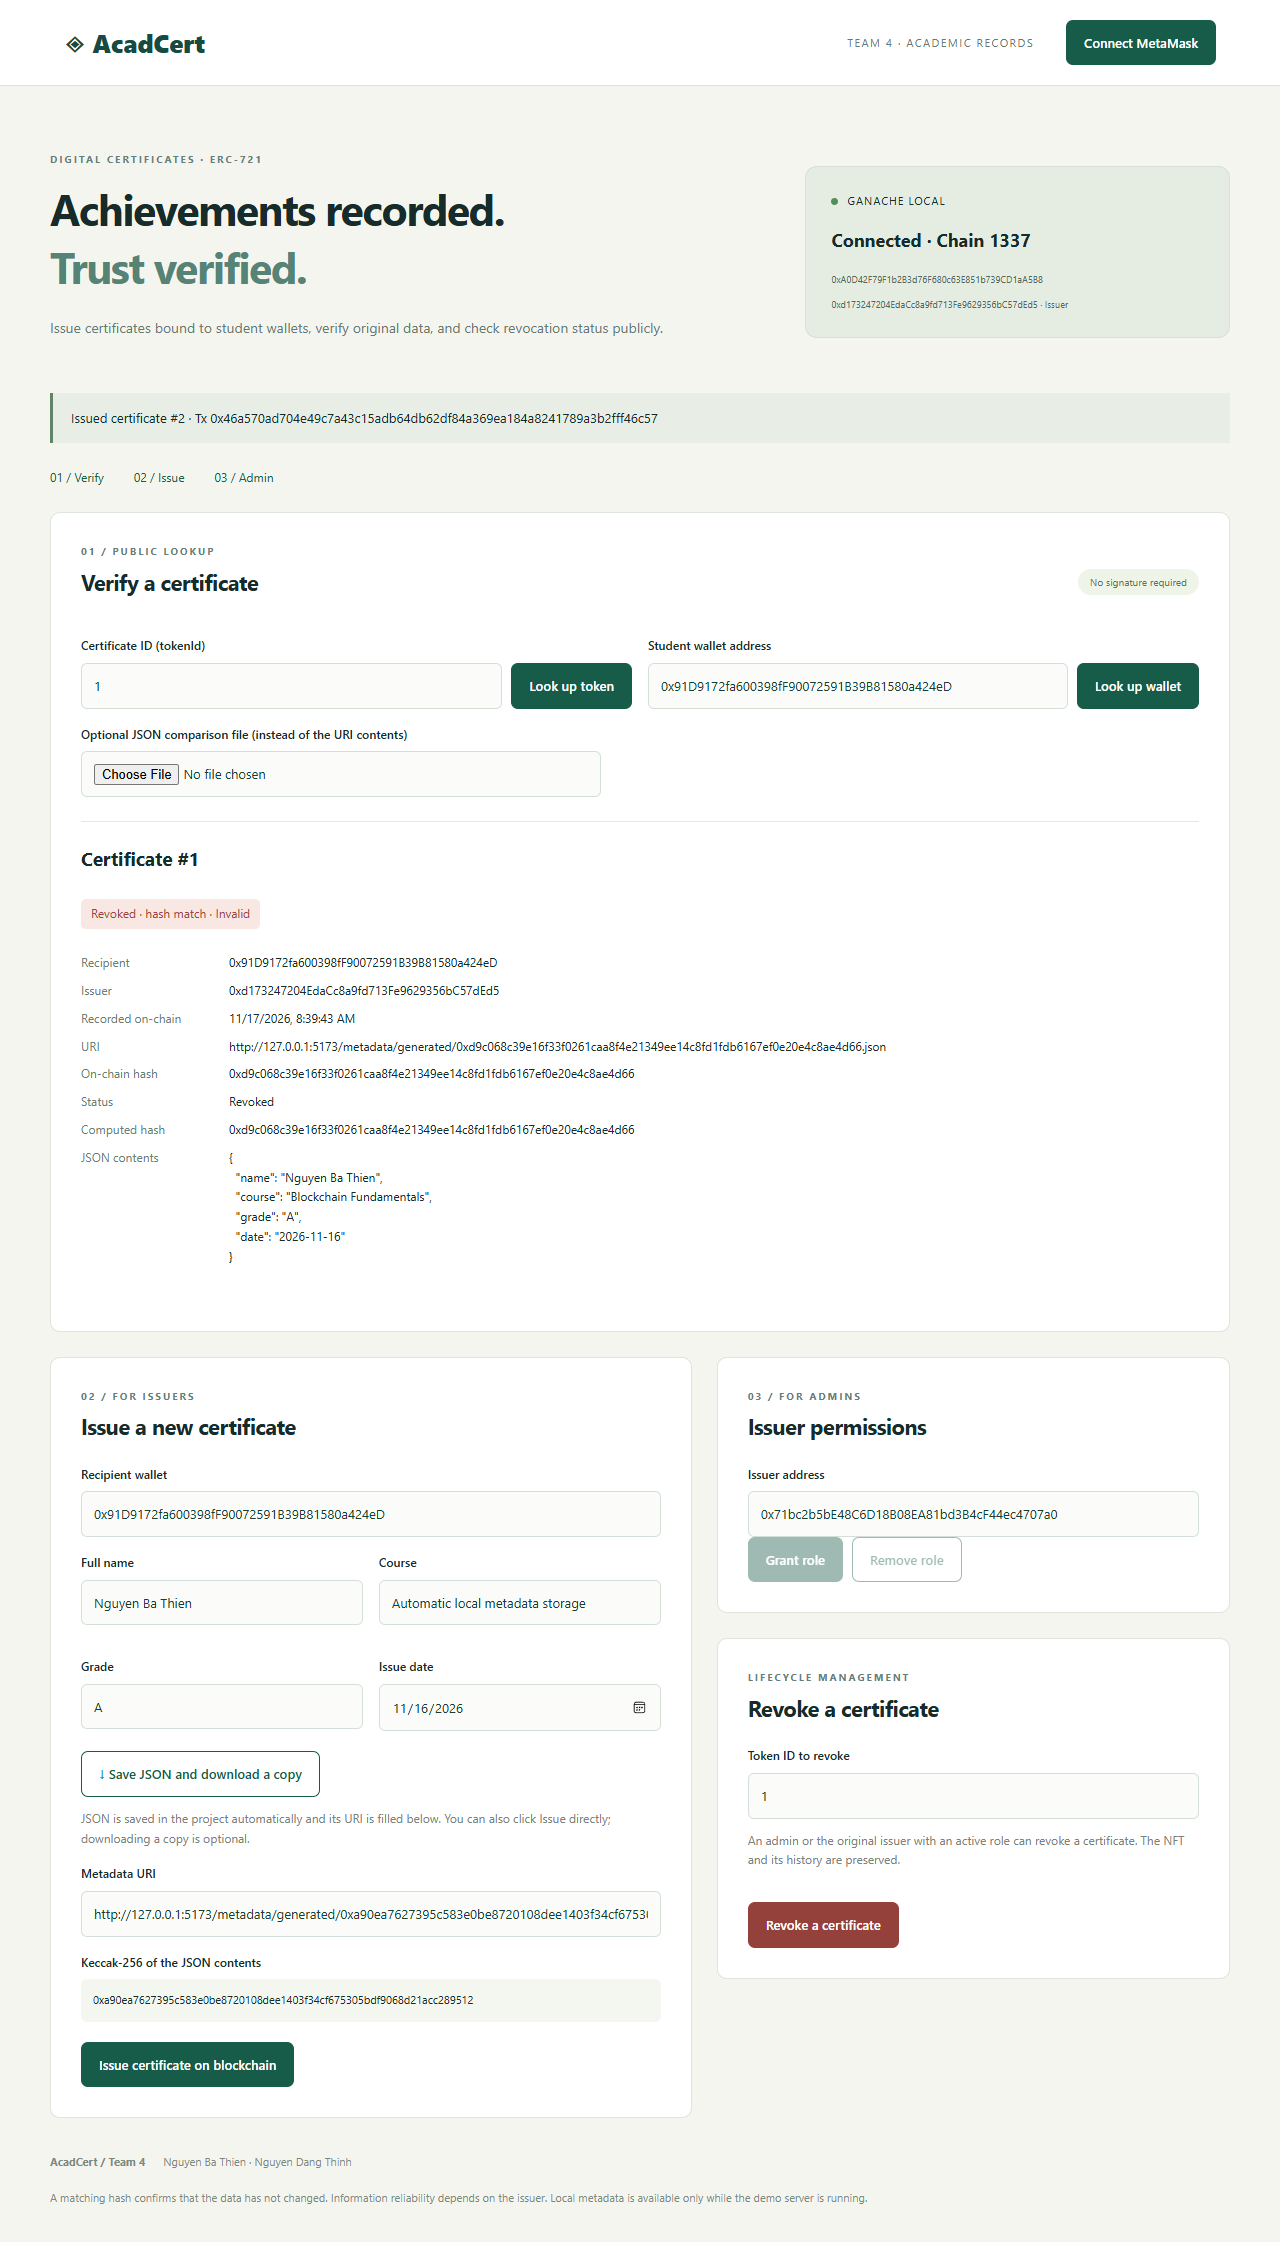 AcadCert
TEAM 4 · ACADEMIC RECORDS
Connect MetaMask
DIGITAL CERTIFICATES · ERC-721
Achievements recorded.
Trust verified.
Issue certificates bound to student wallets, verify original data, and check revocation status publicly.
GANACHE LOCAL
Connected · Chain 1337
0xA0D42F79F1b2B3d76F680c63E851b739CD1aA5B8
0xd173247204EdaCc8a9fd713Fe9629356bC57dEd5 · Issuer
Issued certificate #2 · Tx 0x46a570ad704e49c7a43c15adb64db62df84a369ea184a8241789a3b2fff46c57
01 / Verify
02 / Issue
03 / Admin
01 / PUBLIC LOOKUP
Verify a certificate
No signature required
Certificate ID (tokenId)
1
Look up token
Student wallet address
0x91D9172fa600398fF90072591B39B81580a424eD
Look up wallet
Optional JSON comparison file (instead of the URI contents)
Choose File No file chosen
Certificate #1
Revoked · hash match · Invalid
Recipient 0x91D9172fa600398fF90072591B39B81580a424eD
Issuer 0xd173247204EdaCc8a9fd713Fe9629356bC57dEd5
Recorded on-chain 11/17/2026, 8:39:43 AM
URI http://127.0.0.1:5173/metadata/generated/0xd9c068c39e16f33f0261caa8f4e21349ee14c8fd1fdb6167ef0e20e4c8ae4d66.json
On-chain hash 0xd9c068c39e16f33f0261caa8f4e21349ee14c8fd1fdb6167ef0e20e4c8ae4d66
Status Revoked
Computed hash 0xd9c068c39e16f33f0261caa8f4e21349ee14c8fd1fdb6167ef0e20e4c8ae4d66
JSON contents {
"name": "Nguyen Ba Thien",
"course": "Blockchain Fundamentals",
"grade": "A",
"date": "2026-11-16"
}
02 / FOR ISSUERS
Issue a new certificate
Recipient wallet
0x91D9172fa600398fF90072591B39B81580a424eD
Full name
Nguyen Ba Thien
Course
Automatic local metadata storage
Grade
A
Issue date
11/16/2026
↓ Save JSON and download a copy
JSON is saved in the project automatically and its URI is filled below. You can also click Issue directly;
downloading a copy is optional.
Metadata URI
http://127.0.0.1:5173/metadata/generated/0xa90ea7627395c583e0be8720108dee1403f34cf67530
Keccak-256 of the JSON contents
0xa90ea7627395c583e0be8720108dee1403f34cf675305bdf9068d21acc289512
Issue certificate on blockchain
03 / FOR ADMINS
Issuer permissions
Issuer address
0x71bc2b5bE48C6D18B08EA81bd3B4cF44ec4707a0
Grant role
Remove role
LIFECYCLE MANAGEMENT
Revoke a certificate
Token ID to revoke
1
An admin or the original issuer with an active role can revoke a certificate. The NFT
and its history are preserved.
Revoke a certificate
AcadCert / Team 4 Nguyen Ba Thien · Nguyen Dang Thinh
A matching hash confirms that the data has not changed. Information reliability depends on the issuer. Local metadata is available only while the demo server is running.